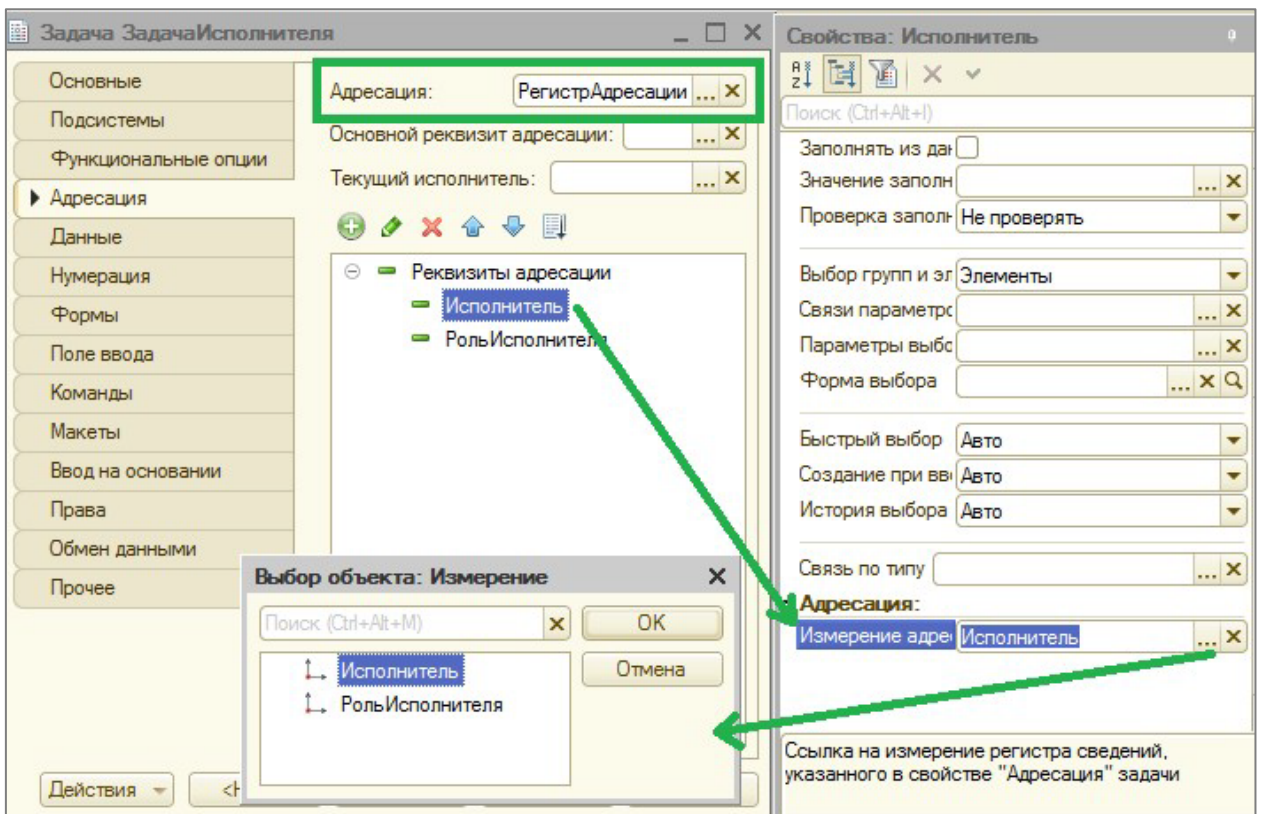 Задача ЗадачаИсполнителя
Основные
Подсистемы
Функциональные опции
Адресация
Данные
Нумерация
Формы
Поле ввода
Команды
Макеты
Ввод на основании
Права
Обмен данными
Прочее
Адресация: РегистрАдресации ...
Основной реквизит адресации: ...
Текущий исполнитель: ...
Реквизиты адресации
Исполнитель
РольИсполнителя
Действия
<Н
Выбор объекта: Измерение
Поиск (Ctrl+Alt+M)
OK
Исполнитель
Отмена
РольИсполнителя
Свойства: Исполнитель
Поиск (Ctrl+Alt+I)
Заполнять из дан
Значение заполн ...
Проверка заполн Не проверять
Выбор групп и эл Элементы
Связи параметро ...
Параметры выбо ...
Форма выбора ...
Быстрый выбор Авто
Создание при вво Авто
История выбора Авто
Связь по типу ...
Адресация:
Измерение адрес Исполнитель ...
Ссылка на измерение регистра сведений,
указанного в свойстве "Адресация" задачи